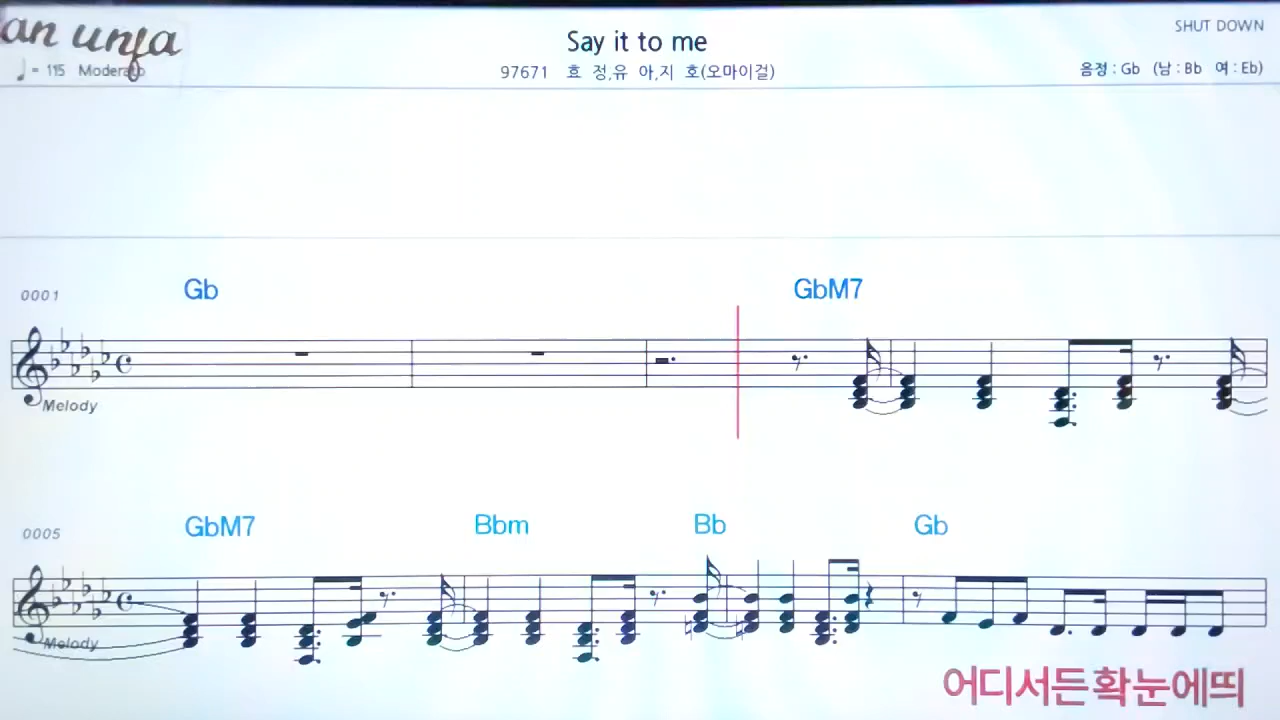 an unfa
SHUT DOWN
Say it to me
♩= 115 Moderato
97671 효 정,유 아,지 호(오마이걸)
음정 : Gb (남 : Bb 여 : Eb)
0001 Gb GbM7
Melody
0005 GbM7 Bbm Bb Gb
Melody
어디서든확눈에띄